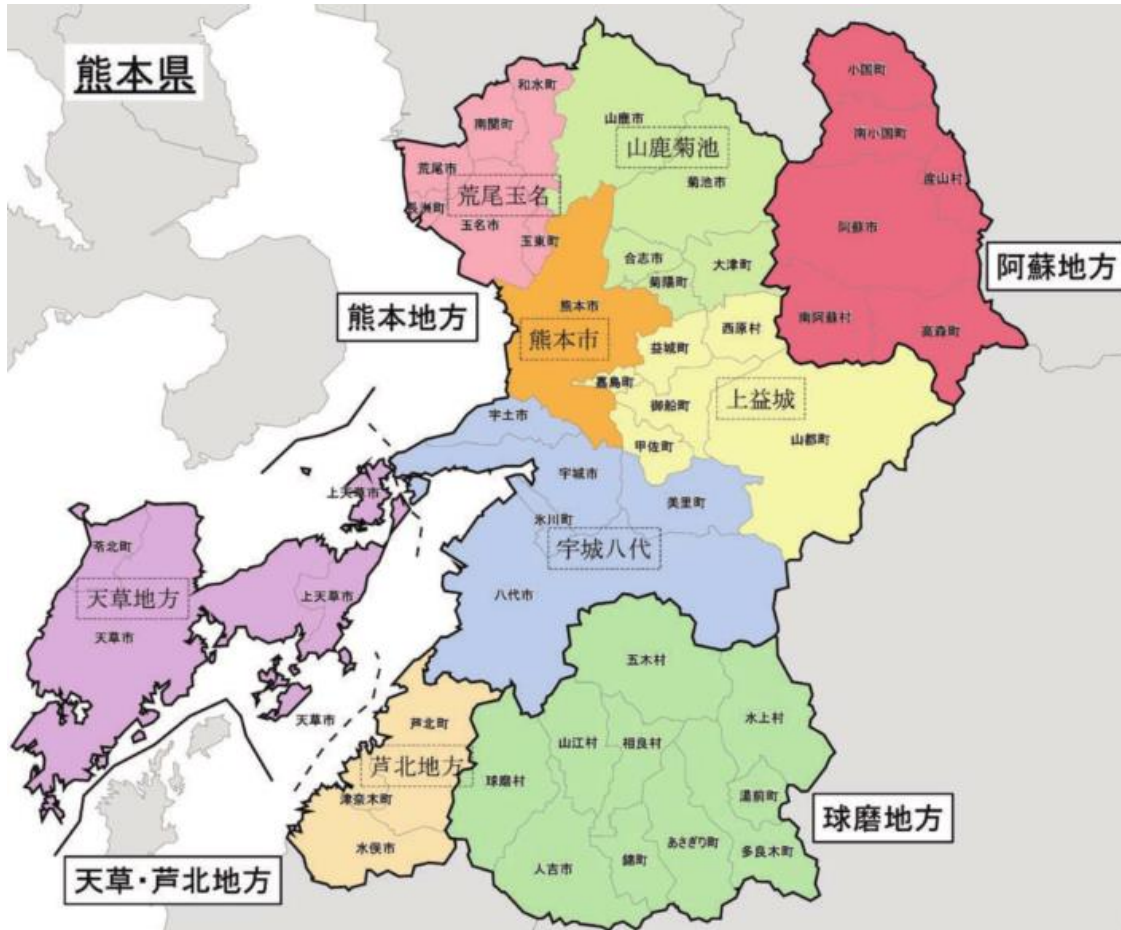 熊本県
小国町
和水町
山鹿市
南関町
南小国町
山鹿菊池
荒尾市
菊池市
産山村
荒尾玉名
長洲町
玉名市
阿蘇市
玉東町
合志市
大津町
阿蘇地方
菊陽町
熊本地方
熊本市
南阿蘇村
西原村
高森町
熊本市
益城町
嘉島町
上益城
御船町
宇土市
甲佐町
山都町
宇城市
上天草市
美里町
氷川町
苓北町
宇城八代
天草地方
上天草市
八代市
天草市
五木村
天草市
芦北町
水上村
山江村
相良村
芦北地方
球磨村
津奈木町
湯前町
球磨地方
水俣市
あさぎり町
多良木町
天草・芦北地方
人吉市
錦町